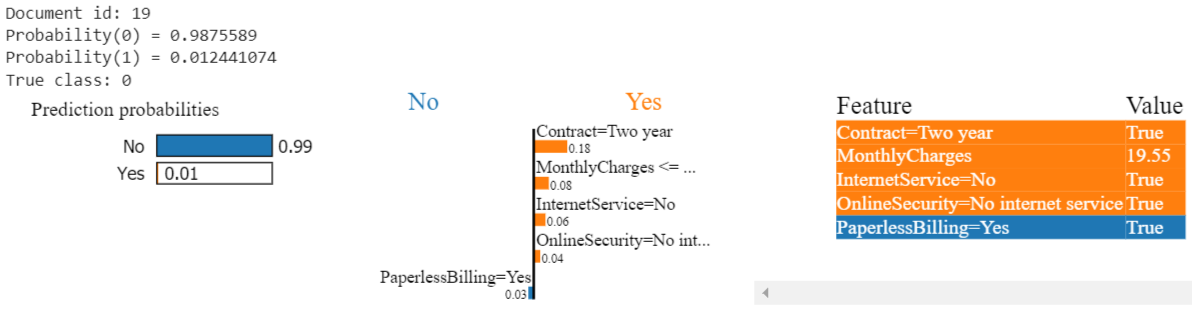 Document id: 19
Probability(0) = 0.9875589
Probability(1) = 0.012441074
True class: 0
Prediction probabilities
No 0.99
Yes 0.01
No Yes
Contract=Two year
0.18
MonthlyCharges <= ...
0.08
InternetService=No
0.06
OnlineSecurity=No int...
0.04
PaperlessBilling=Yes
0.03
Feature Value
Contract=Two year True
MonthlyCharges 19.55
InternetService=No True
OnlineSecurity=No internet service True
PaperlessBilling=Yes True